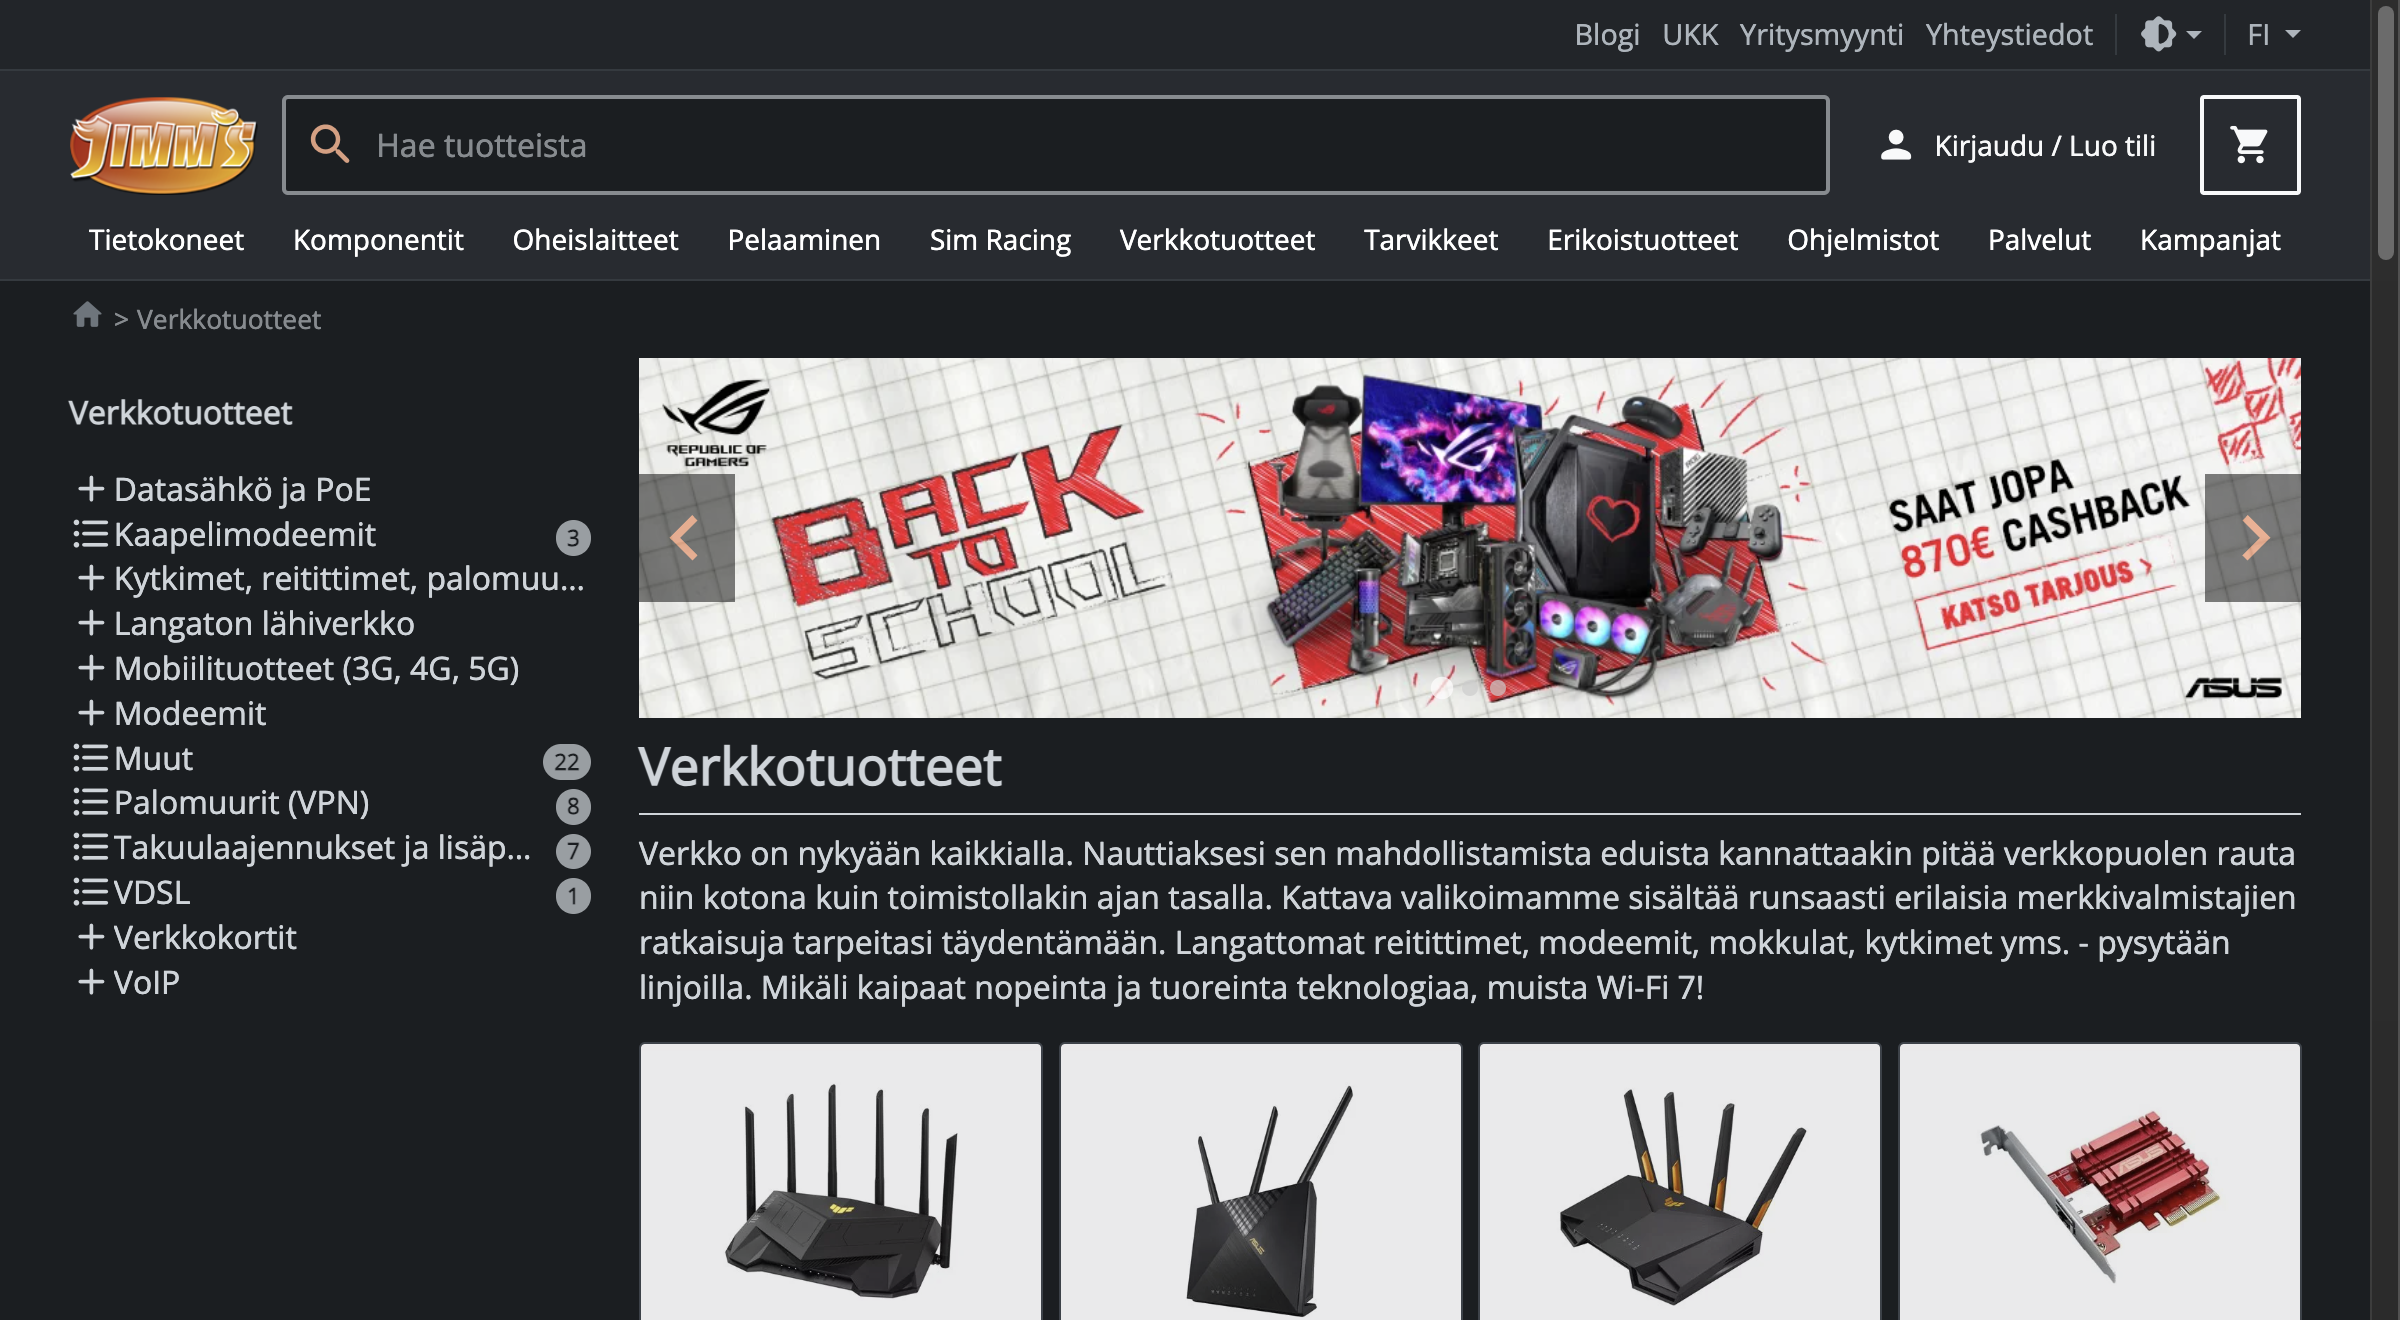 Blogi UKK Yritysmyynti Yhteystiedot FI
JIMM'S
Hae tuotteista
Kirjaudu / Luo tili
Tietokoneet Komponentit Oheislaitteet Pelaaminen Sim Racing Verkkotuotteet Tarvikkeet Erikoistuotteet Ohjelmistot Palvelut Kampanjat
> Verkkotuotteet
Verkkotuotteet
Datasähkö ja PoE
Kaapelimodeemit 3
Kytkimet, reitittimet, palomuu...
Langaton lähiverkko
Mobiilituotteet (3G, 4G, 5G)
Modeemit
Muut 22
Palomuurit (VPN) 8
Takuulaajennukset ja lisäp... 7
VDSL 1
Verkkokortit
VoIP
REPUBLIC OF
GAMERS
BACK
TO
SCHOOL
SAAT JOPA
870€ CASHBACK
KATSO TARJOUS >
ASUS
Verkkotuotteet
Verkko on nykyään kaikkialla. Nauttiaksesi sen mahdollistamista eduista kannattaakin pitää verkkopuolen rauta
niin kotona kuin toimistollakin ajan tasalla. Kattava valikoimamme sisältää runsaasti erilaisia merkkivalmistajien
ratkaisuja tarpeitasi täydentämään. Langattomat reitittimet, modeemit, mokkulat, kytkimet yms. - pysytään
linjoilla. Mikäli kaipaat nopeinta ja tuoreinta teknologiaa, muista Wi-Fi 7!